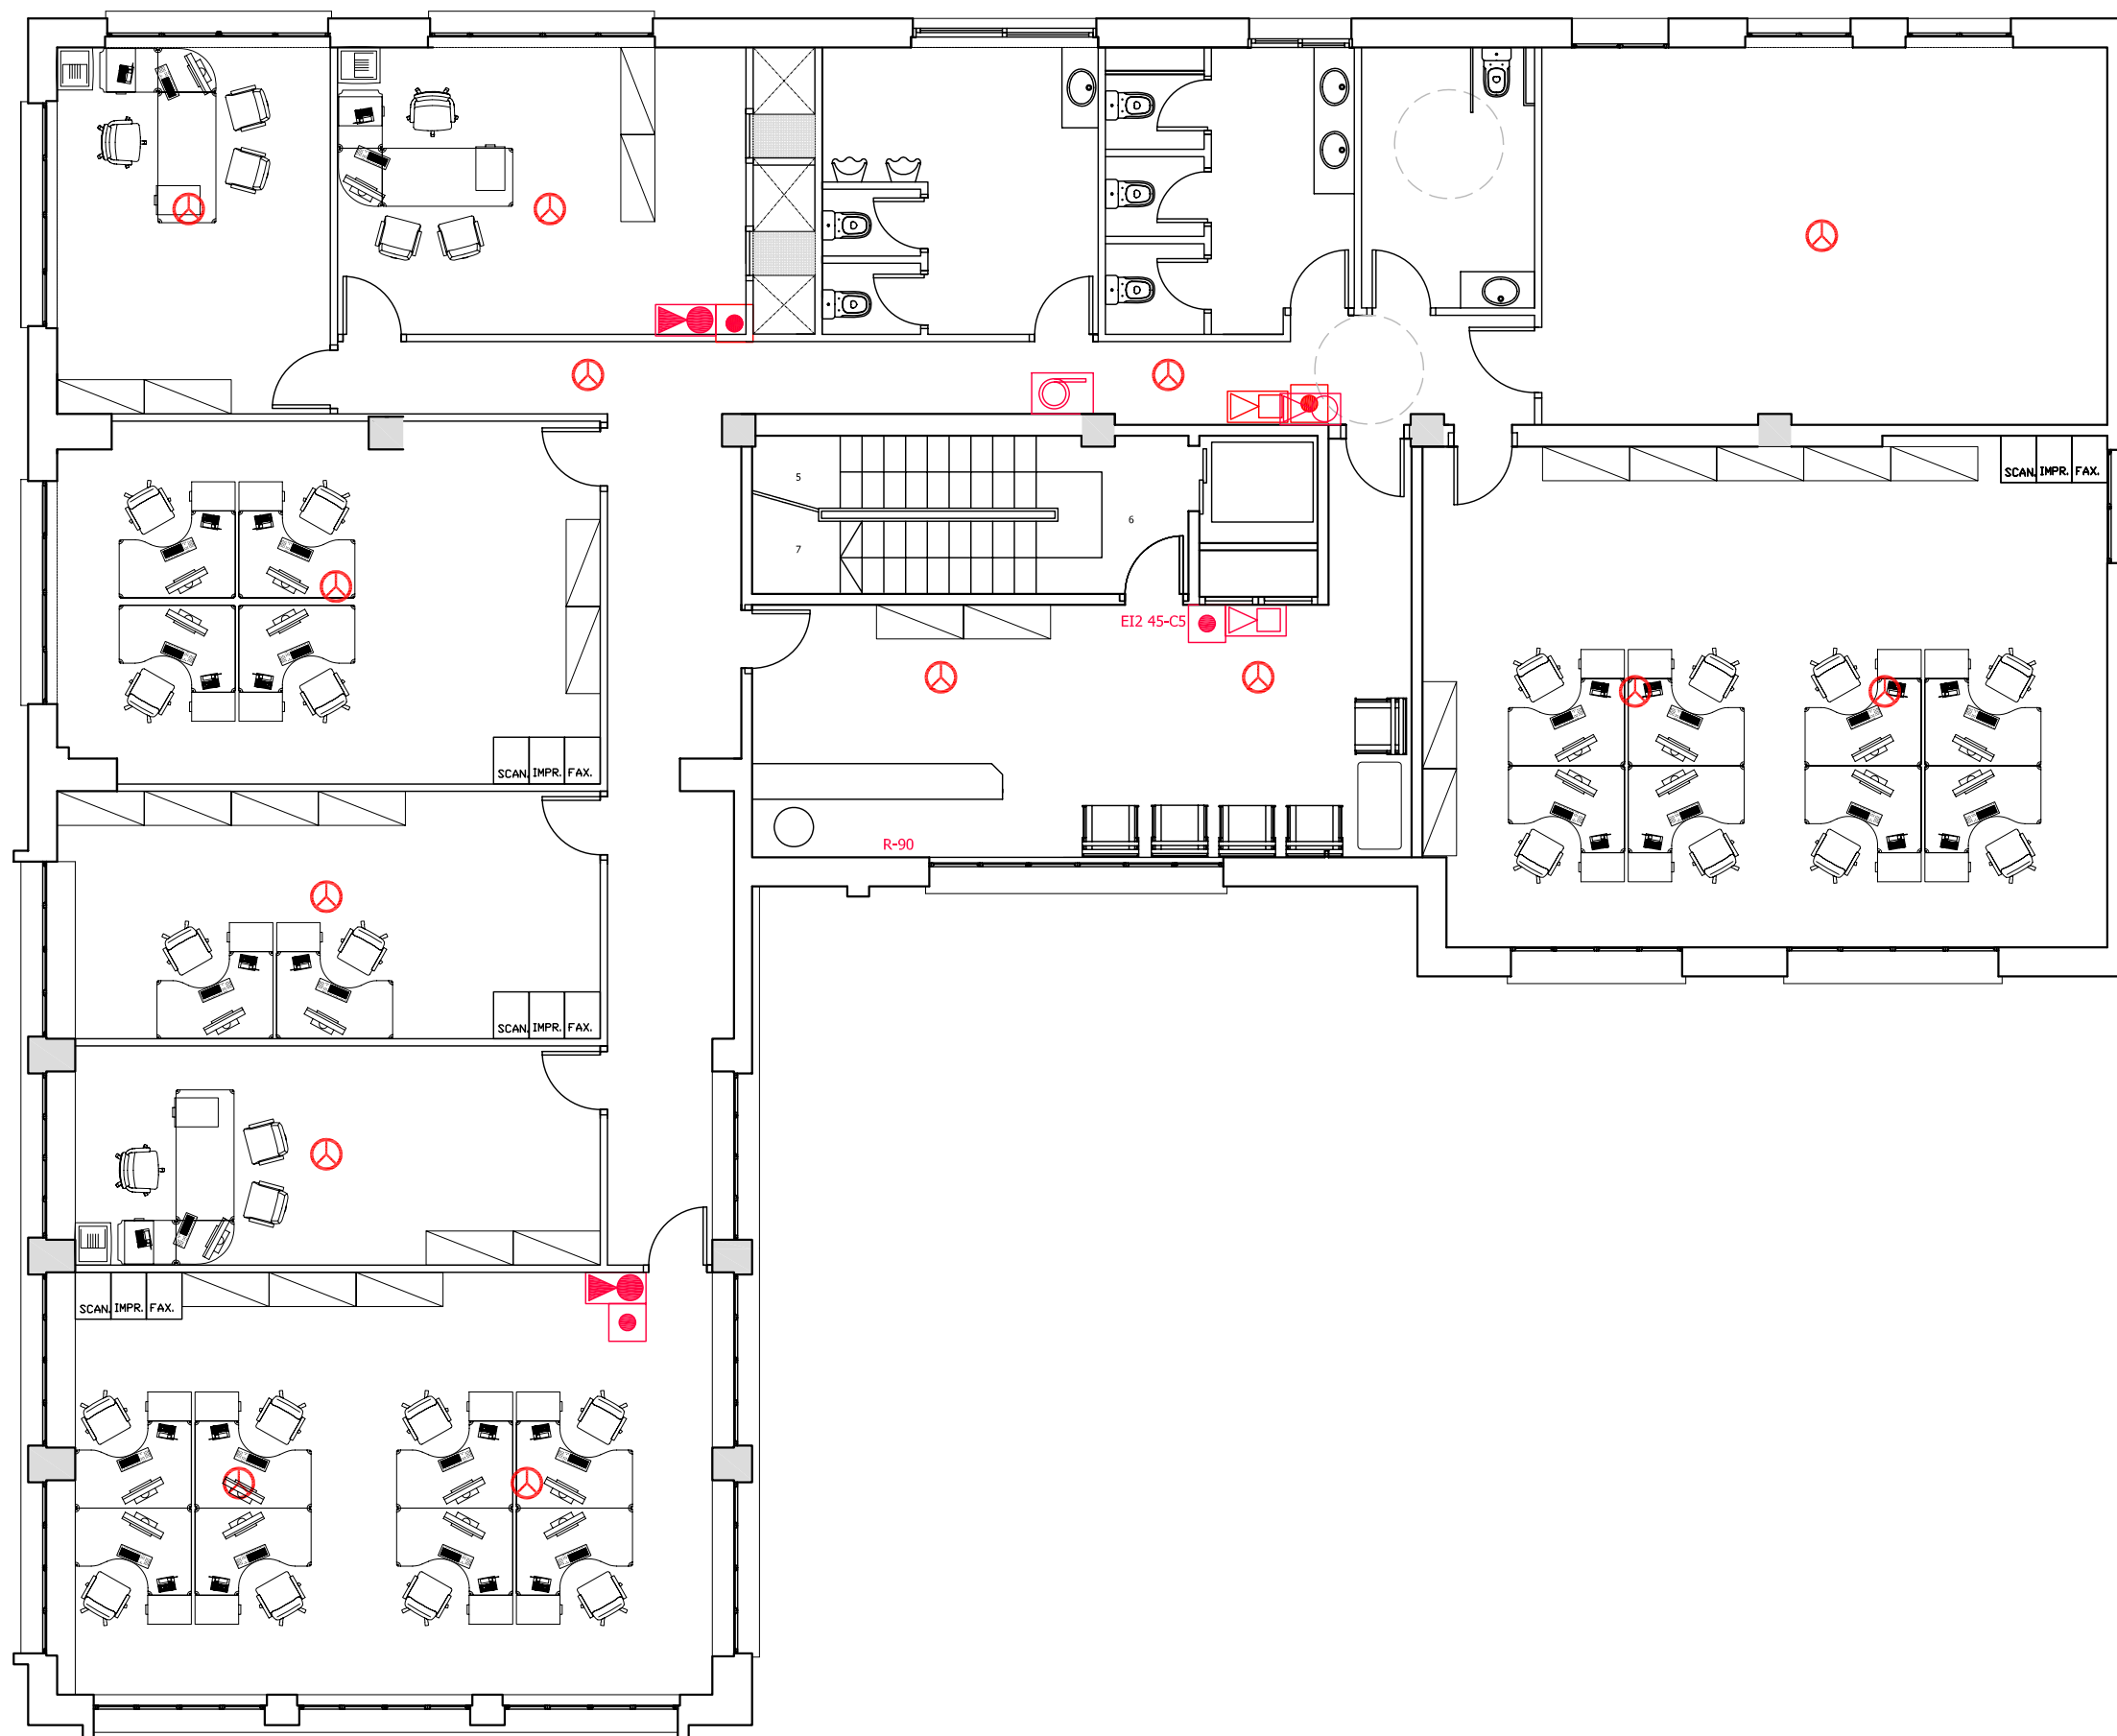 SCAN. IMPR. FAX.
5
6
7
EI2 45-C5
SCAN. IMPR. FAX.
R-90
SCAN. IMPR. FAX.
SCAN. IMPR. FAX.